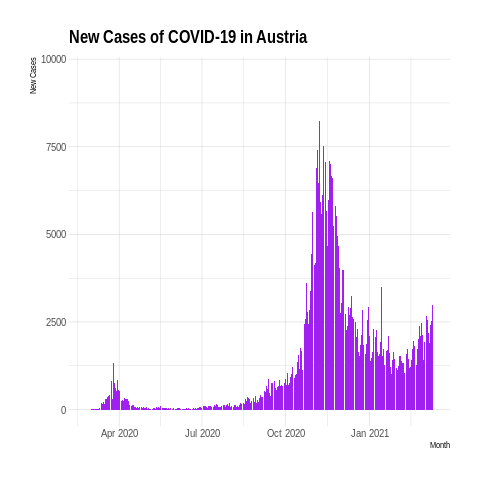 New Cases of COVID-19 in Austria
New Cases
10000
7500
5000
2500
0
Apr 2020
Jul 2020
Oct 2020
Jan 2021
Month